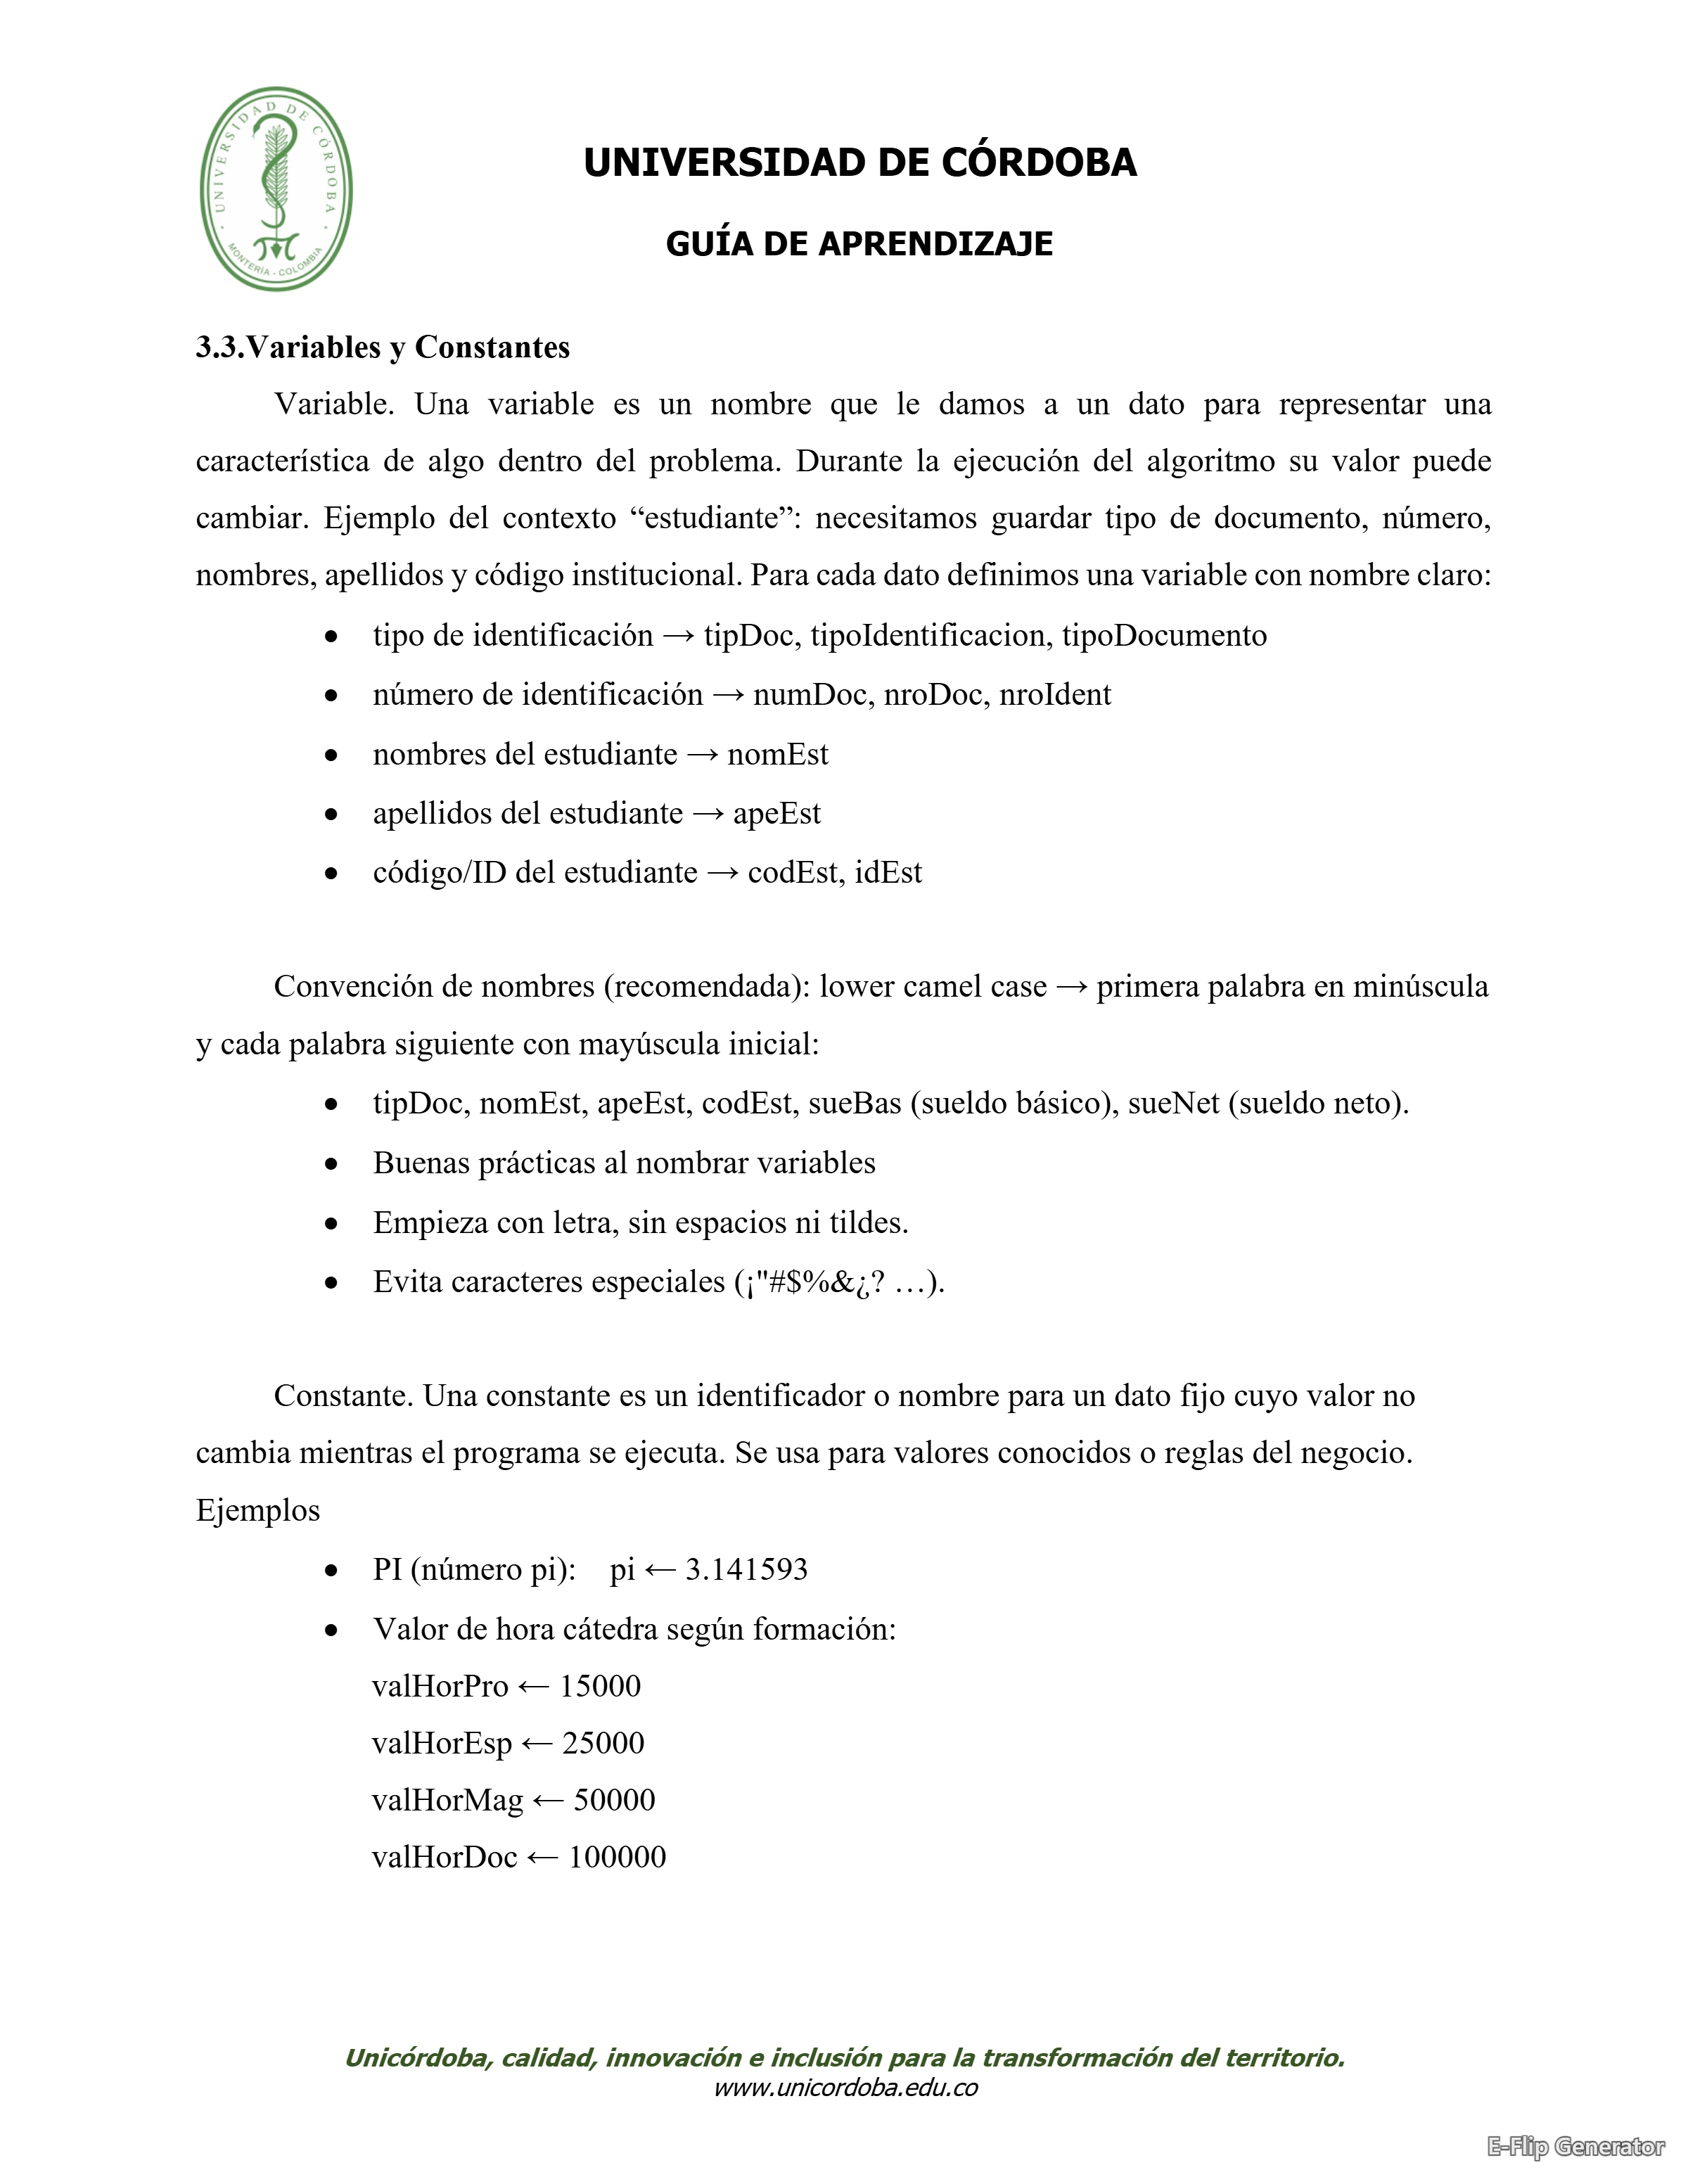 UNIVERSIDAD DE CÓRDOBA
MONTERÍA - COLOMBIA
UNIVERSIDAD DE CÓRDOBA
GUÍA DE APRENDIZAJE
3.3.Variables y Constantes
Variable. Una variable es un nombre que le damos a un dato para representar una
característica de algo dentro del problema. Durante la ejecución del algoritmo su valor puede
cambiar. Ejemplo del contexto “estudiante”: necesitamos guardar tipo de documento, número,
nombres, apellidos y código institucional. Para cada dato definimos una variable con nombre claro:
• tipo de identificación → tipDoc, tipoIdentificacion, tipoDocumento
• número de identificación → numDoc, nroDoc, nroIdent
• nombres del estudiante → nomEst
• apellidos del estudiante → apeEst
• código/ID del estudiante → codEst, idEst
Convención de nombres (recomendada): lower camel case → primera palabra en minúscula
y cada palabra siguiente con mayúscula inicial:
• tipDoc, nomEst, apeEst, codEst, sueBas (sueldo básico), sueNet (sueldo neto).
• Buenas prácticas al nombrar variables
• Empieza con letra, sin espacios ni tildes.
• Evita caracteres especiales (¡"#$%&¿? …).
Constante. Una constante es un identificador o nombre para un dato fijo cuyo valor no
cambia mientras el programa se ejecuta. Se usa para valores conocidos o reglas del negocio.
Ejemplos
• PI (número pi): pi ← 3.141593
• Valor de hora cátedra según formación:
valHorPro ← 15000
valHorEsp ← 25000
valHorMag ← 50000
valHorDoc ← 100000
Unicórdoba, calidad, innovación e inclusión para la transformación del territorio.
www.unicordoba.edu.co
E-Flip Generator